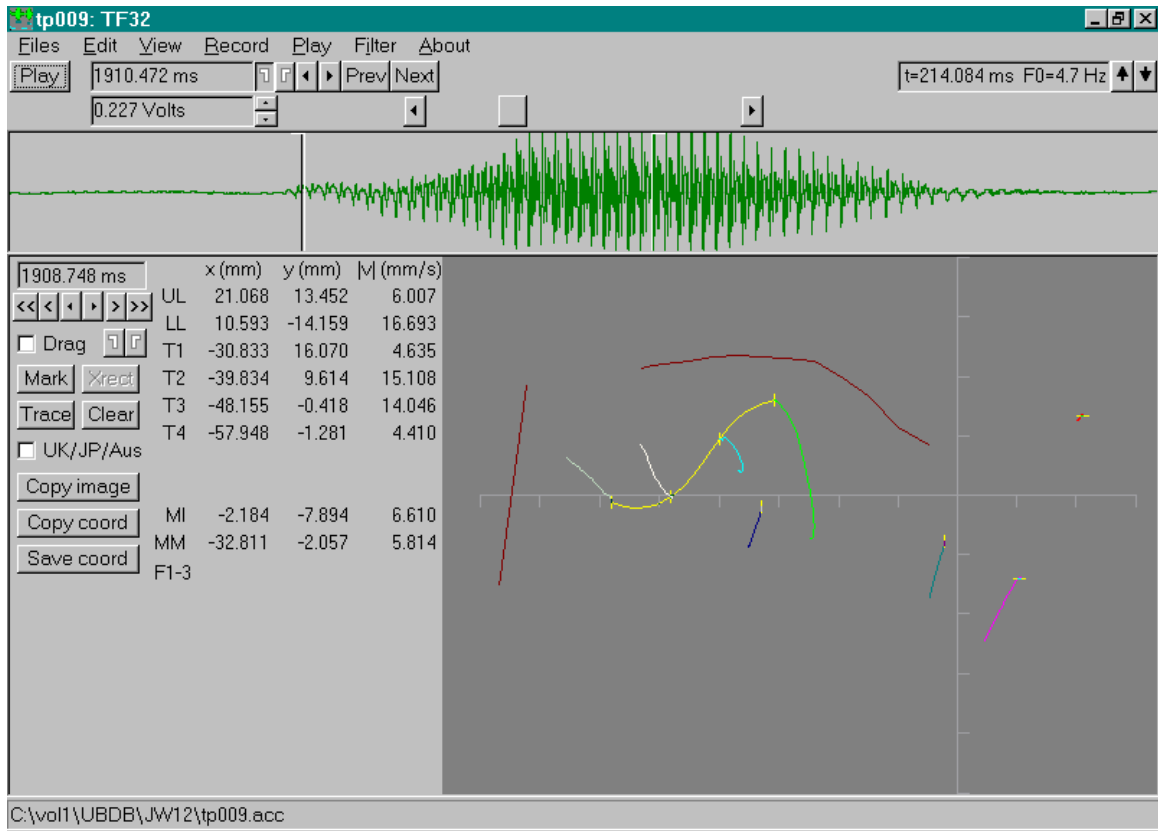 tp009: TF32
Files Edit View Record Play Filter About
Play 1910.472 ms Prev Next t=214.084 ms F0=4.7 Hz
0.227 Volts
1908.748 ms x (mm) y (mm) |v| (mm/s)
UL 21.068 13.452 6.007
<< < > >> LL 10.593 -14.159 16.693
Drag T1 -30.833 16.070 4.635
Mark Xrect T2 -39.834 9.614 15.108
Trace Clear T3 -48.155 -0.418 14.046
T4 -57.948 -1.281 4.410
UK/JP/Aus
Copy image
Copy coord MI -2.184 -7.894 6.610
MM -32.811 -2.057 5.814
Save coord F1-3
C:\vol1\UBDB\JW12\tp009.acc